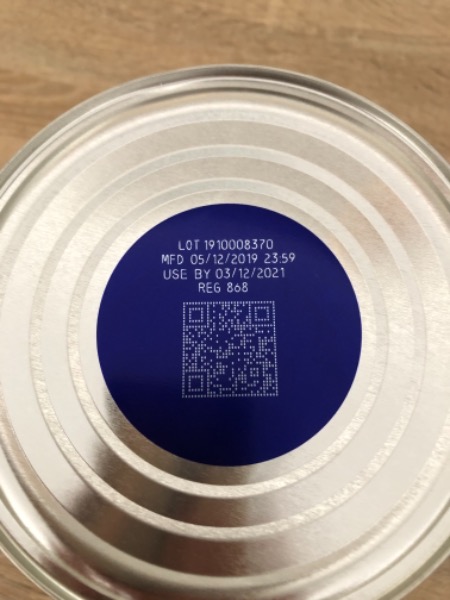 LOT 1910008370
MFD 05/12/2019 23:59
USE BY 03/12/2021
REG 868